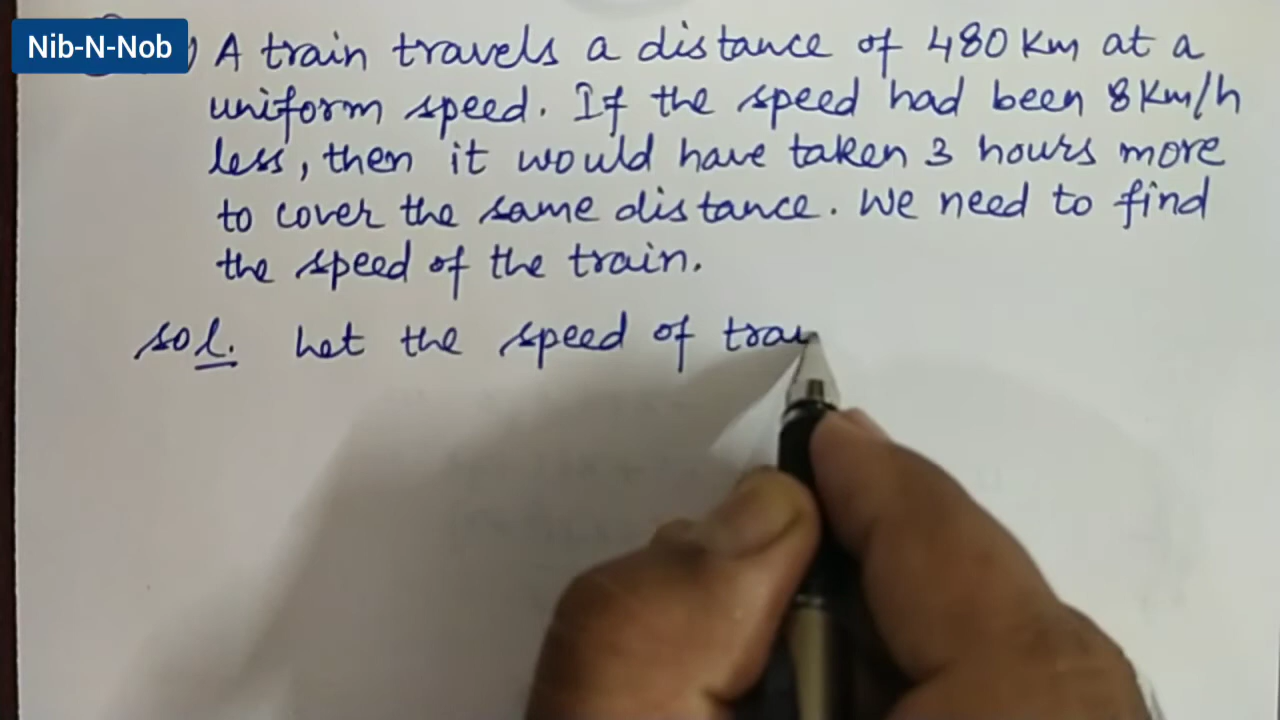 Nib-N-Nob
) A train travels a distance of 480 Km at a
uniform speed. If the speed had been 8 Km/h
less, then it would have taken 3 hours more
to cover the same distance. We need to find
the speed of the train.
sol. Let the speed of trai